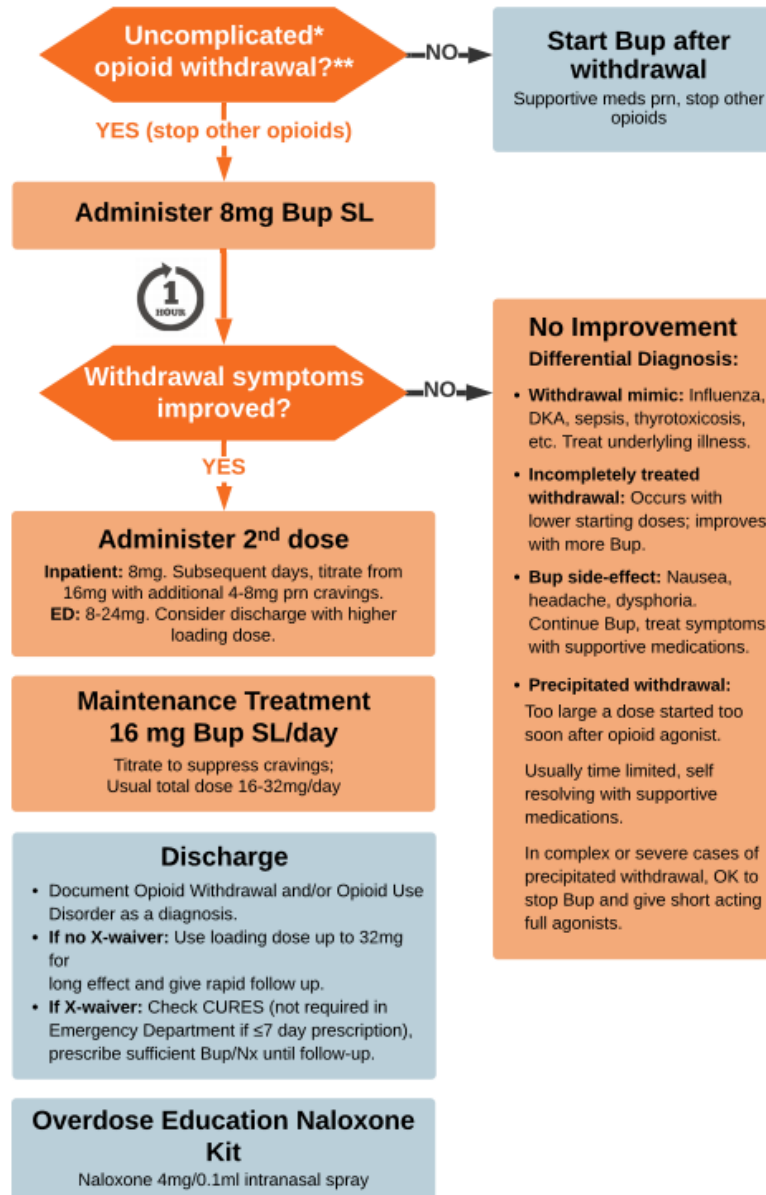 Uncomplicated*
opioid withdrawal?**
NO
Start Bup after
withdrawal
Supportive meds prn, stop other
opioids
YES (stop other opioids)
Administer 8mg Bup SL
1
HOUR
Withdrawal symptoms
improved?
NO
No Improvement
Differential Diagnosis:
• Withdrawal mimic: Influenza,
DKA, sepsis, thyrotoxicosis,
etc. Treat underlyling illness.
• Incompletely treated
withdrawal: Occurs with
lower starting doses; improves
with more Bup.
• Bup side-effect: Nausea,
headache, dysphoria.
Continue Bup, treat symptoms
with supportive medications.
• Precipitated withdrawal:
Too large a dose started too
soon after opioid agonist.
Usually time limited, self
resolving with supportive
medications.
In complex or severe cases of
precipitated withdrawal, OK to
stop Bup and give short acting
full agonists.
YES
Administer 2nd dose
Inpatient: 8mg. Subsequent days, titrate from
16mg with additional 4-8mg prn cravings.
ED: 8-24mg. Consider discharge with higher
loading dose.
Maintenance Treatment
16 mg Bup SL/day
Titrate to suppress cravings;
Usual total dose 16-32mg/day
Discharge
• Document Opioid Withdrawal and/or Opioid Use
Disorder as a diagnosis.
• If no X-waiver: Use loading dose up to 32mg
for
long effect and give rapid follow up.
• If X-waiver: Check CURES (not required in
Emergency Department if ≤7 day prescription),
prescribe sufficient Bup/Nx until follow-up.
Overdose Education Naloxone
Kit
Naloxone 4mg/0.1ml intranasal spray